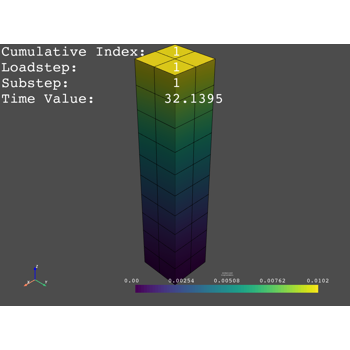 Cumulative Index: 1
Loadstep: 1
Substep: 1
Time Value: 32.1395
0.00 0.00254 0.00508 0.00762 0.0102